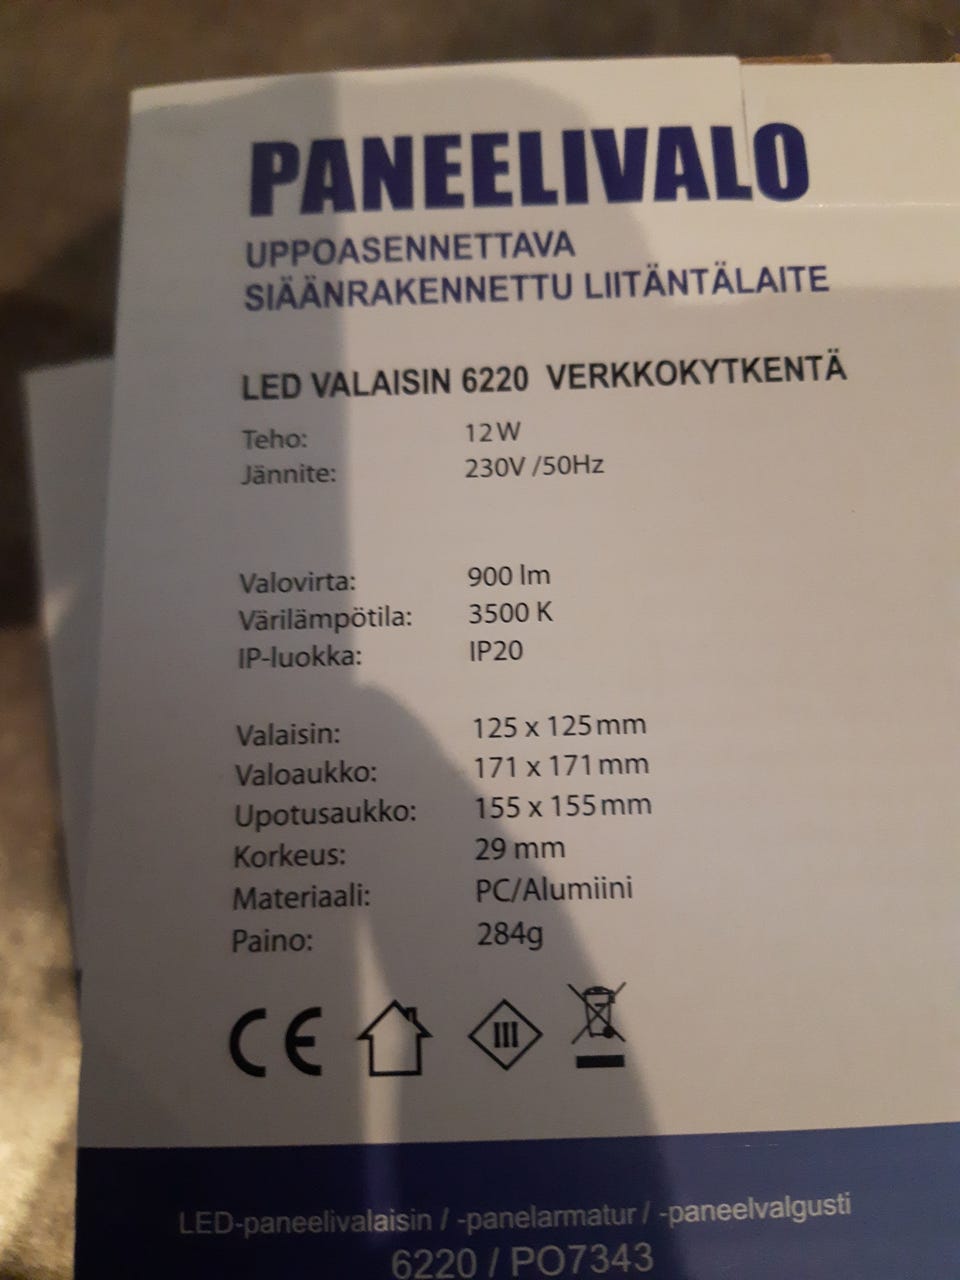 PANEELIVALO
UPPOASENNETTAVA
SIÄÄNRAKENNETTU LIITÄNTÄLAITE
LED VALAISIN 6220 VERKKOKYTKENTÄ
Teho: 12W
Jännite: 230V /50Hz
Valovirta: 900 lm
Värilämpötila: 3500 K
IP-luokka: IP20
Valaisin: 125 x 125mm
Valoaukko: 171 x 171mm
Upotusaukko: 155 x 155mm
Korkeus: 29 mm
Materiaali: PC/Alumiini
Paino: 284g
CE III
LED-paneelivalaisin / -panelarmatur / -paneelvalgusti
6220 / PO7343